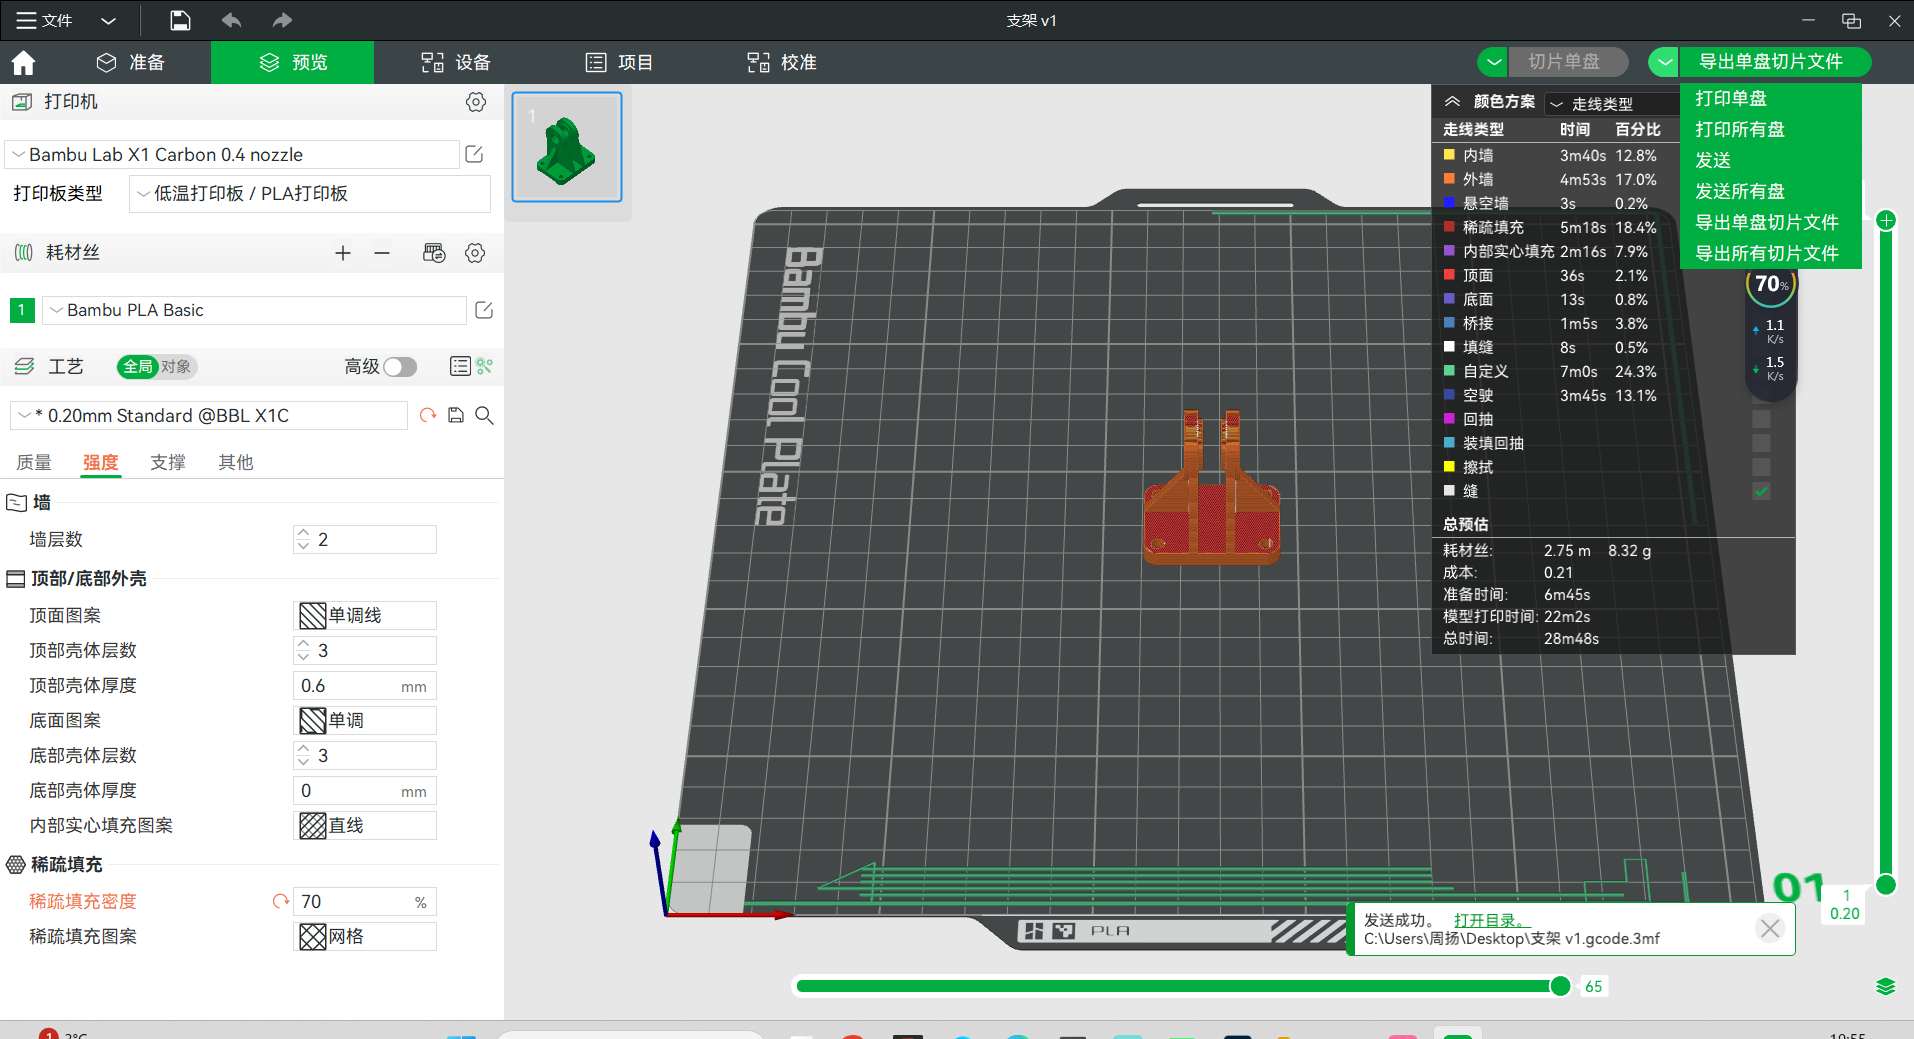 文件
支架 v1
准备
预览
设备
项目
校准
切片单盘
导出单盘切片文件
打印机
Bambu Lab X1 Carbon 0.4 nozzle
打印板类型
低温打印板 / PLA打印板
耗材丝
1
Bambu PLA Basic
工艺
全局
对象
高级
* 0.20mm Standard @BBL X1C
质量
强度
支撑
其他
墙
墙层数
2
顶部/底部外壳
顶面图案
单调线
顶部壳体层数
3
顶部壳体厚度
0.6 mm
底面图案
单调
底部壳体层数
3
底部壳体厚度
0 mm
内部实心填充图案
直线
稀疏填充
稀疏填充密度
70 %
稀疏填充图案
网格
1
Bambu Cool Plate
颜色方案
走线类型
走线类型 时间 百分比
内墙 3m40s 12.8%
外墙 4m53s 17.0%
悬空墙 3s 0.2%
稀疏填充 5m18s 18.4%
内部实心填充 2m16s 7.9%
顶面 36s 2.1%
底面 13s 0.8%
桥接 1m5s 3.8%
填缝 8s 0.5%
自定义 7m0s 24.3%
空驶 3m45s 13.1%
回抽
装填回抽
擦拭
缝
总预估
耗材丝: 2.75 m 8.32 g
成本: 0.21
准备时间: 6m45s
模型打印时间: 22m2s
总时间: 28m48s
打印单盘
打印所有盘
发送
发送所有盘
导出单盘切片文件
导出所有切片文件
70%
1.1
K/s
1.5
K/s
01
1
0.20
PLA
发送成功。 打开目录。
C:\Users\周扬\Desktop\支架 v1.gcode.3mf
65
1